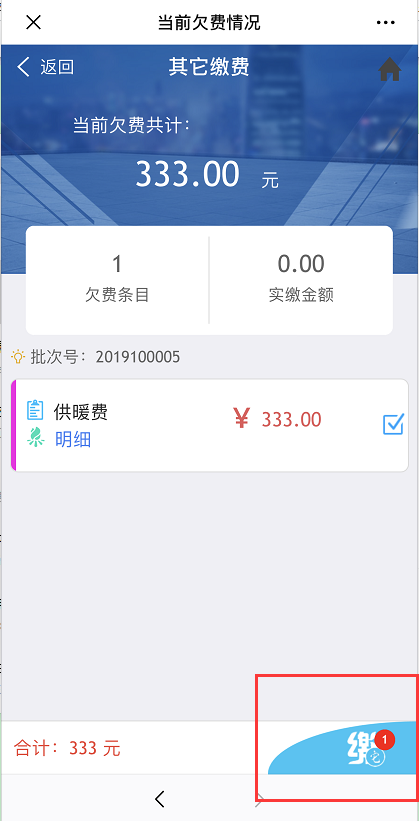 当前欠费情况
返回
其它缴费
当前欠费共计：
333.00 元
1
0.00
欠费条目
实缴金额
批次号：2019100005
供暖费
¥ 333.00
明细
合计：333 元
缴
它
1